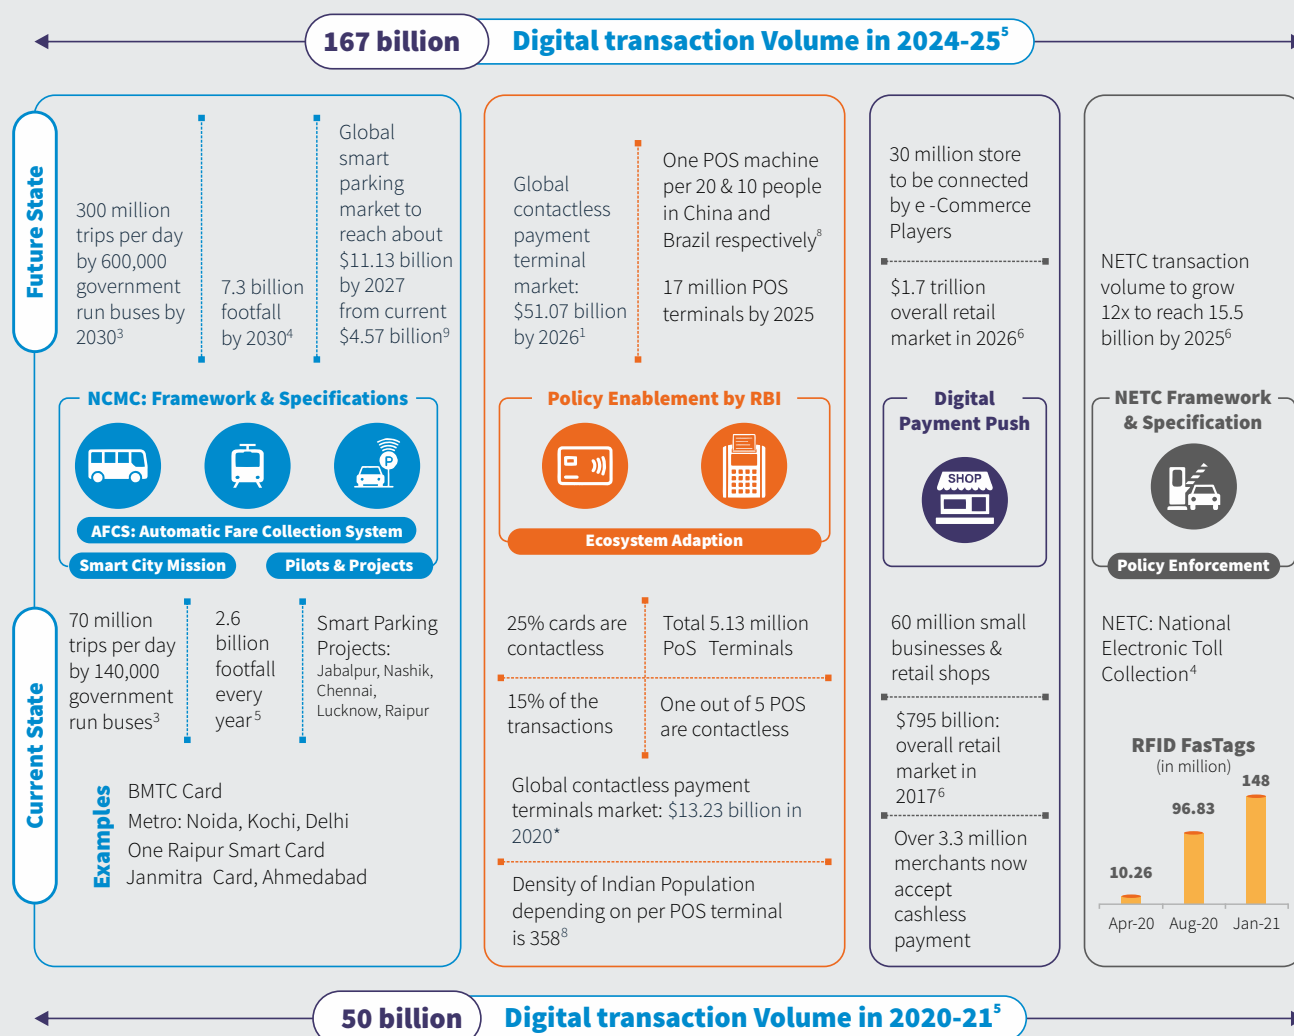 167 billion
Digital transaction Volume in 2024-25⁵
Future State
300 million
trips per day
by 600,000
government
run buses by
2030³
7.3 billion
footfall
by 2030⁴
Global
smart
parking
market to
reach about
$11.13 billion
by 2027
from current
$4.57 billion⁹
Global
contactless
payment
terminal
market:
$51.07 billion
by 2026¹
One POS machine
per 20 & 10 people
in China and
Brazil respectively⁸
17 million POS
terminals by 2025
30 million store
to be connected
by e -Commerce
Players
$1.7 trillion
overall retail
market in 2026⁶
NETC transaction
volume to grow
12x to reach 15.5
billion by 2025⁶
NCMC: Framework & Specifications
P
AFCS: Automatic Fare Collection System
Smart City Mission
Pilots & Projects
Policy Enablement by RBI
Ecosystem Adaption
Digital
Payment Push
SHOP
NETC Framework
& Specification
Policy Enforcement
Current State
70 million
trips per day
by 140,000
government
run buses³
2.6
billion
footfall
every
year⁵
Smart Parking
Projects:
Jabalpur, Nashik,
Chennai,
Lucknow, Raipur
Examples
BMTC Card
Metro: Noida, Kochi, Delhi
One Raipur Smart Card
Janmitra Card, Ahmedabad
25% cards are
contactless
Total 5.13 million
PoS Terminals
15% of the
transactions
One out of 5 POS
are contactless
Global contactless payment
terminals market: $13.23 billion in
2020*
Density of Indian Population
depending on per POS terminal
is 358⁸
60 million small
businesses &
retail shops
$795 billion:
overall retail
market in
2017⁶
Over 3.3 million
merchants now
accept
cashless
payment
NETC: National
Electronic Toll
Collection⁴
RFID FasTags
(in million)
148
96.83
10.26
Apr-20 Aug-20 Jan-21
50 billion
Digital transaction Volume in 2020-21⁵